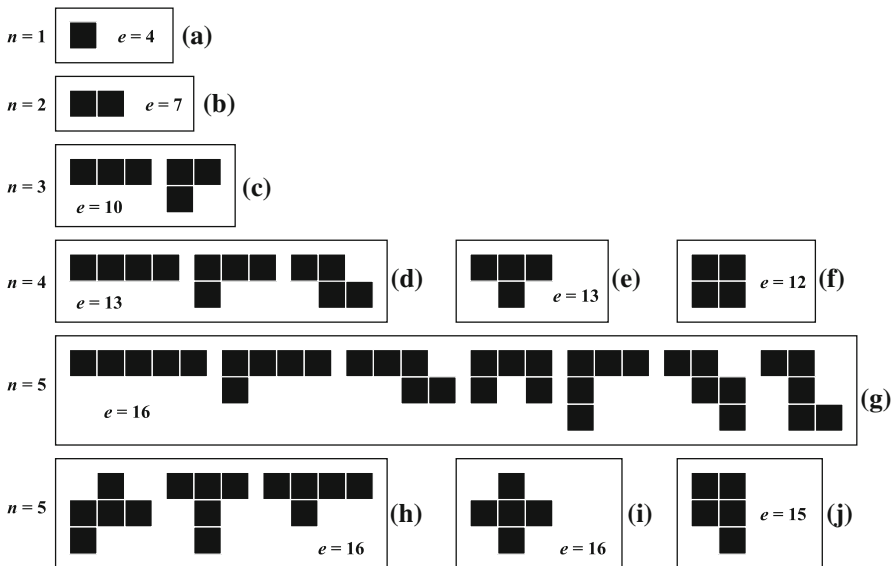 n = 1 e = 4 (a)
n = 2 e = 7 (b)
n = 3 e = 10 (c)
n = 4 e = 13 (d) e = 13 (e) e = 12 (f)
n = 5 e = 16 (g)
n = 5 e = 16 (h) e = 16 (i) e = 15 (j)